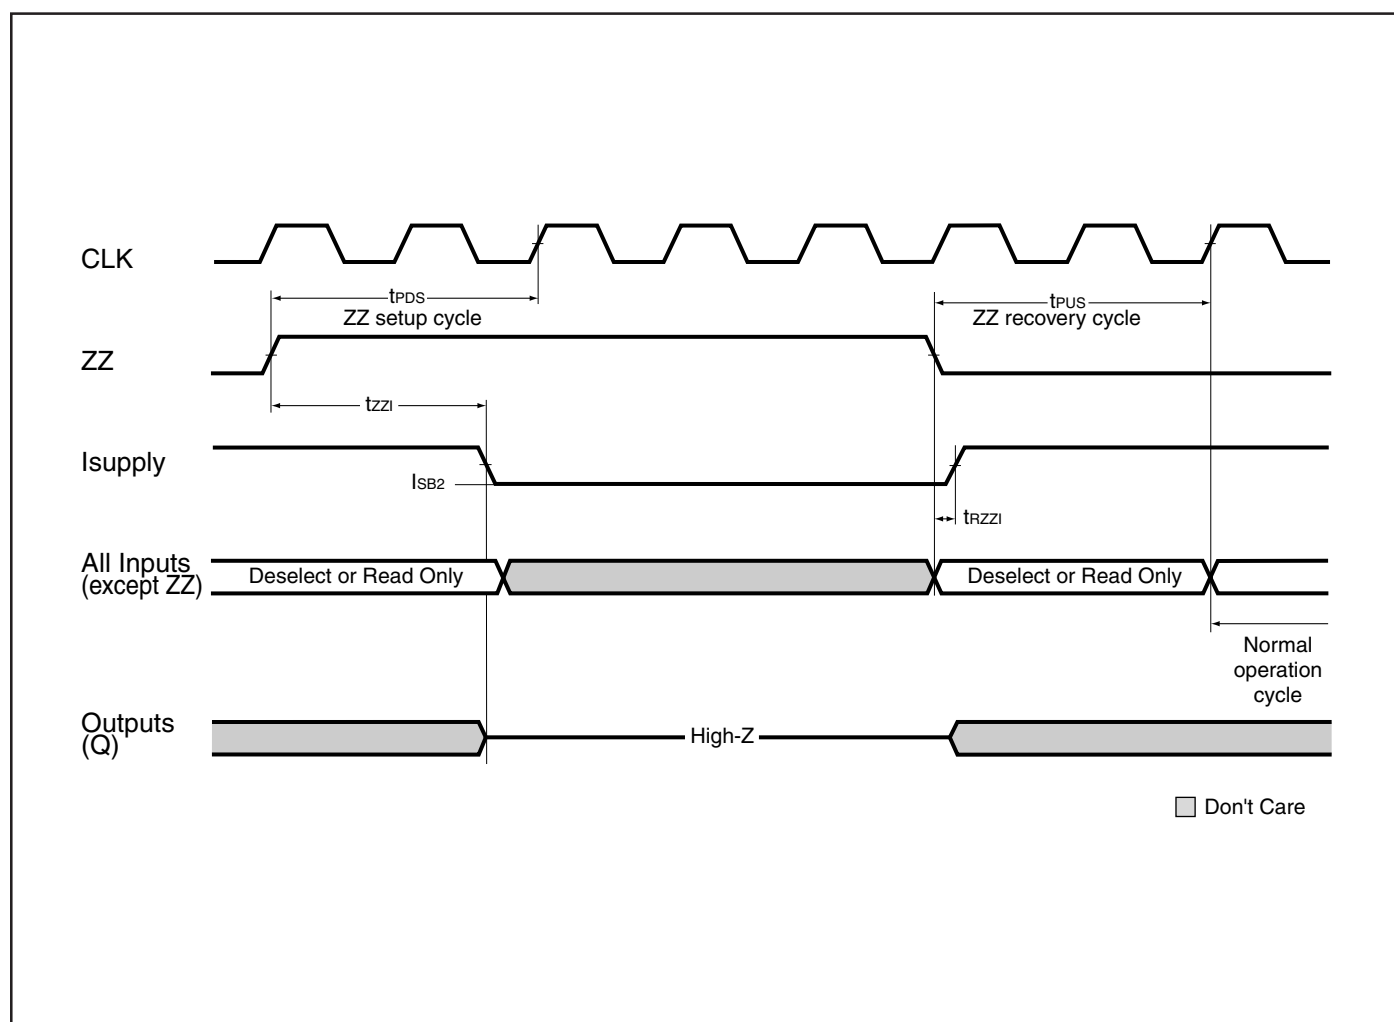 CLK
tPDS
ZZ setup cycle
tPUS
ZZ recovery cycle
ZZ
tZZI
Isupply
ISB2
tRZZI
All Inputs
(except ZZ)
Deselect or Read Only
Deselect or Read Only
Normal
operation
cycle
Outputs
(Q)
High-Z
Don't Care